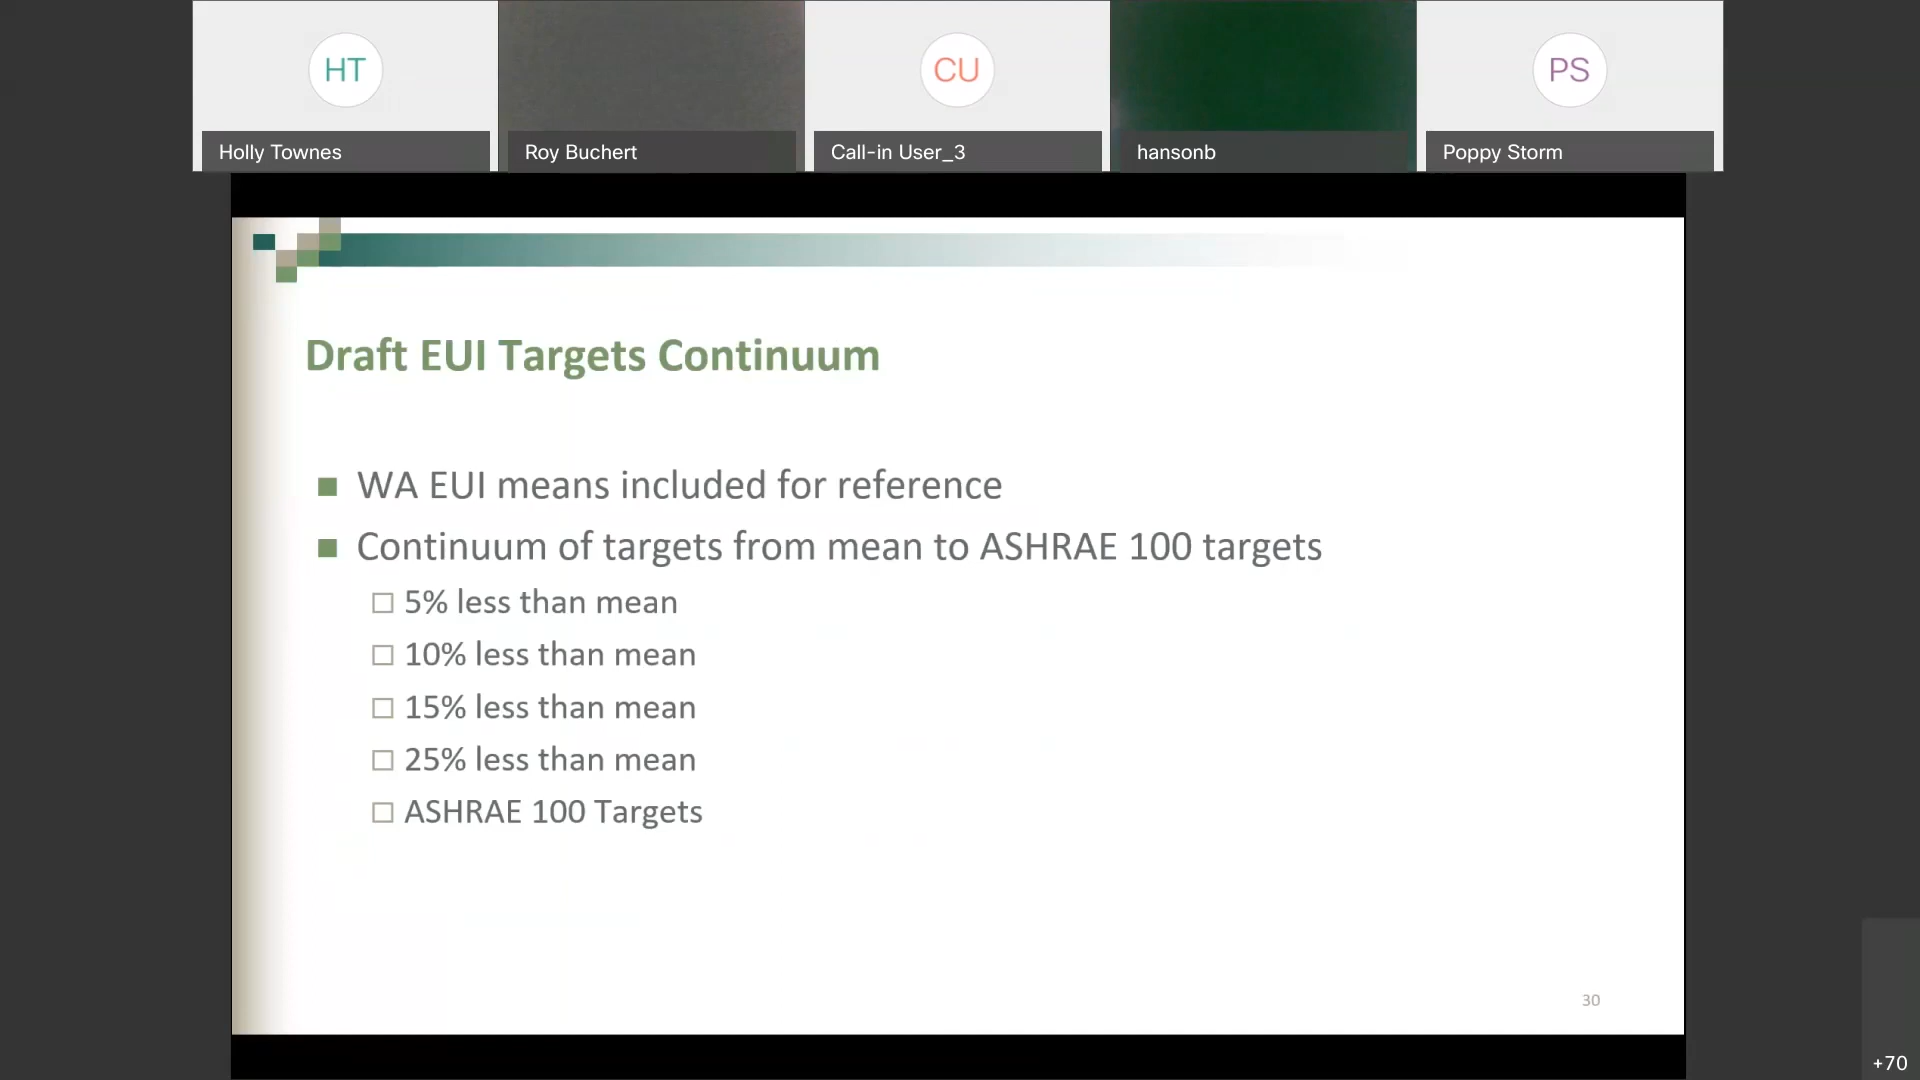 HT
CU
PS
Holly Townes
Roy Buchert
Call-in User_3
hansonb
Poppy Storm
Draft EUI Targets Continuum
WA EUI means included for reference
Continuum of targets from mean to ASHRAE 100 targets
5% less than mean
10% less than mean
15% less than mean
25% less than mean
ASHRAE 100 Targets
30
+70